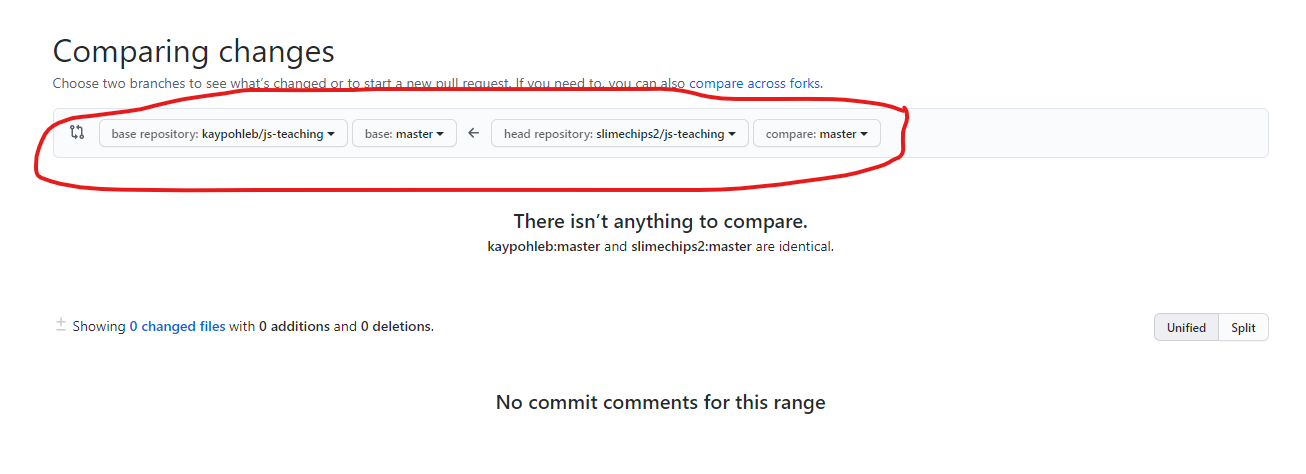 Comparing changes
Choose two branches to see what's changed or to start a new pull request. If you need to, you can also compare across forks.
base repository: kaypohleb/js-teaching base: master head repository: slimechips2/js-teaching compare: master
There isn't anything to compare.
kaypohleb:master and slimechips2:master are identical.
Showing 0 changed files with 0 additions and 0 deletions. Unified Split
No commit comments for this range